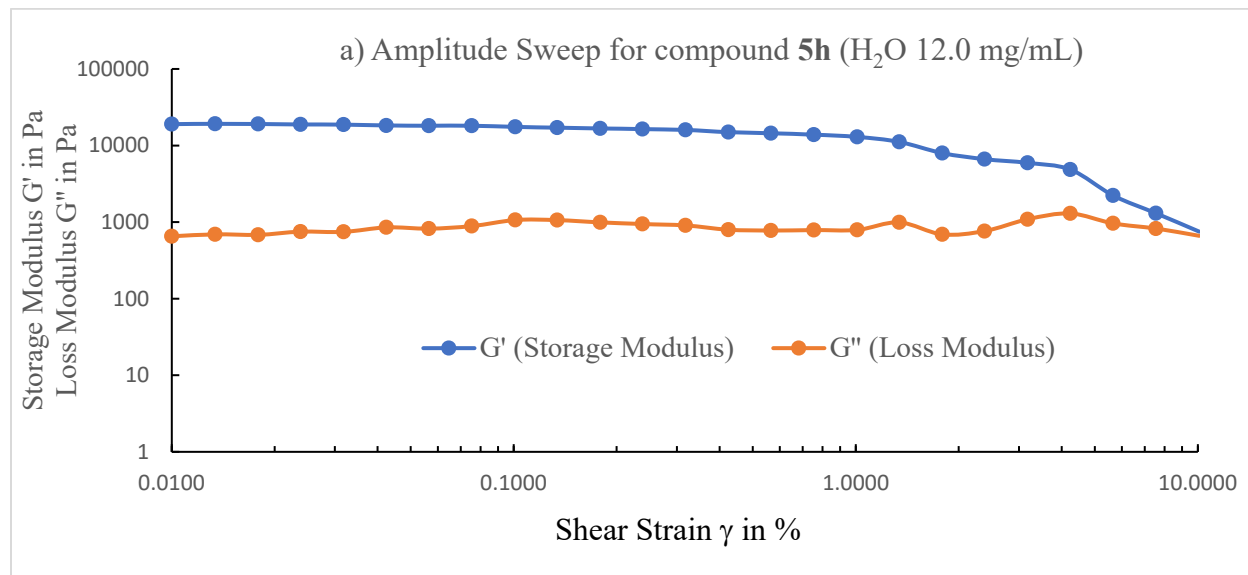 a) Amplitude Sweep for compound 5h (H₂O 12.0 mg/mL)
Storage Modulus G' in Pa
Loss Modulus G" in Pa
100000
10000
1000
100
10
1
G' (Storage Modulus)
G" (Loss Modulus)
0.0100
0.1000
1.0000
10.0000
Shear Strain γ in %